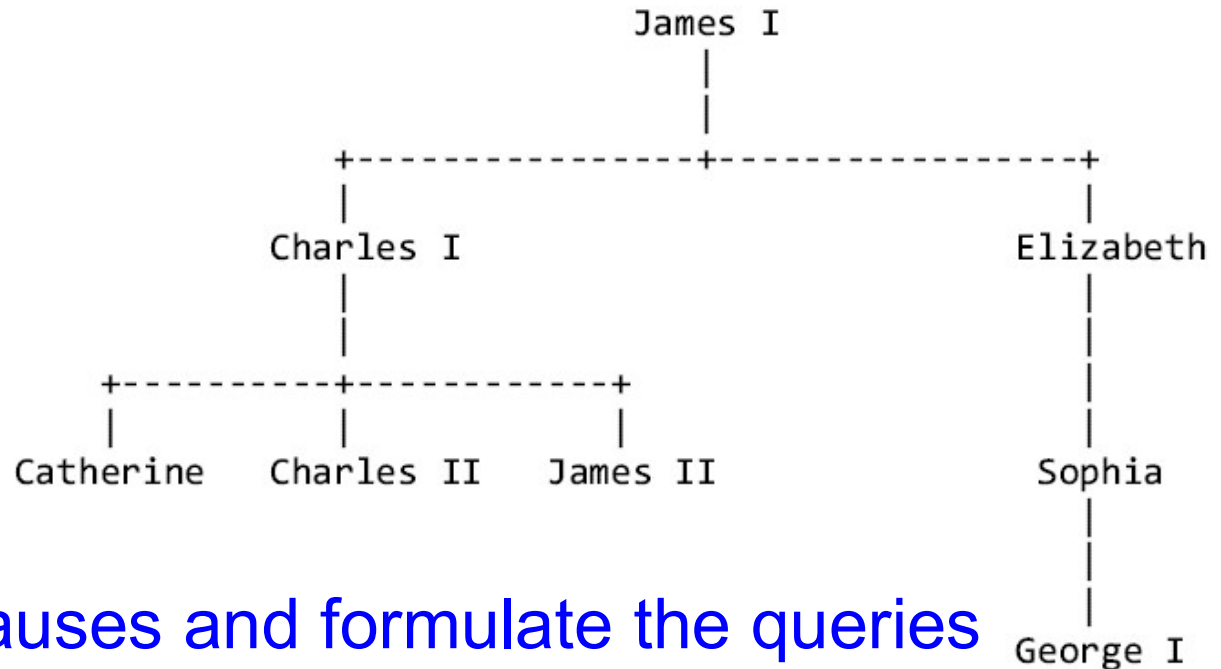 James I
Charles I Elizabeth
Catherine Charles II James II Sophia
auses and formulate the queries
George I